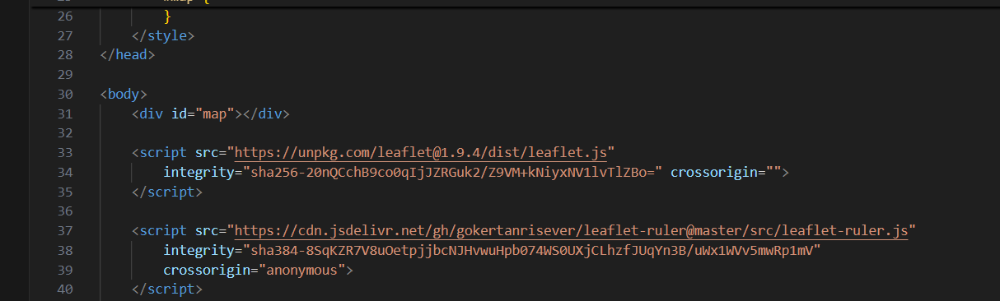 26 }
27 </style>
28 </head>
29
30 <body>
31 <div id="map"></div>
32
33 <script src="https://unpkg.com/leaflet@1.9.4/dist/leaflet.js"
34 integrity="sha256-20nQCchB9co0qIjJZRGuk2/Z9VM+kNiyxNV1lvTlZBo=" crossorigin="">
35 </script>
36
37 <script src="https://cdn.jsdelivr.net/gh/gokertanrisever/leaflet-ruler@master/src/leaflet-ruler.js"
38 integrity="sha384-8SqKZR7V8uOetpjjbcNJHvwuHpb074WS0UXjCLhzfJUqYn3B/uWx1WVv5mwRp1mV"
39 crossorigin="anonymous">
40 </script>